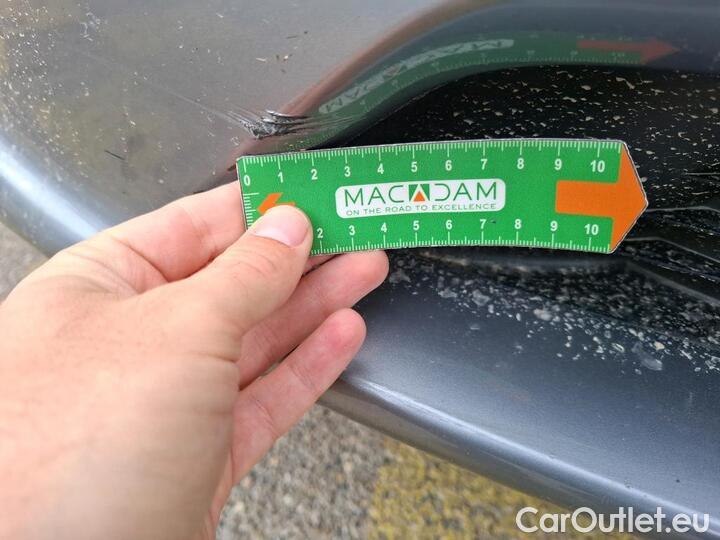 0 1 2 3 4 5 6 7 8 9 10
MACADAM
ON THE ROAD TO EXCELLENCE
2 3 4 5 6 7 8 9 10
CarOutlet.eu